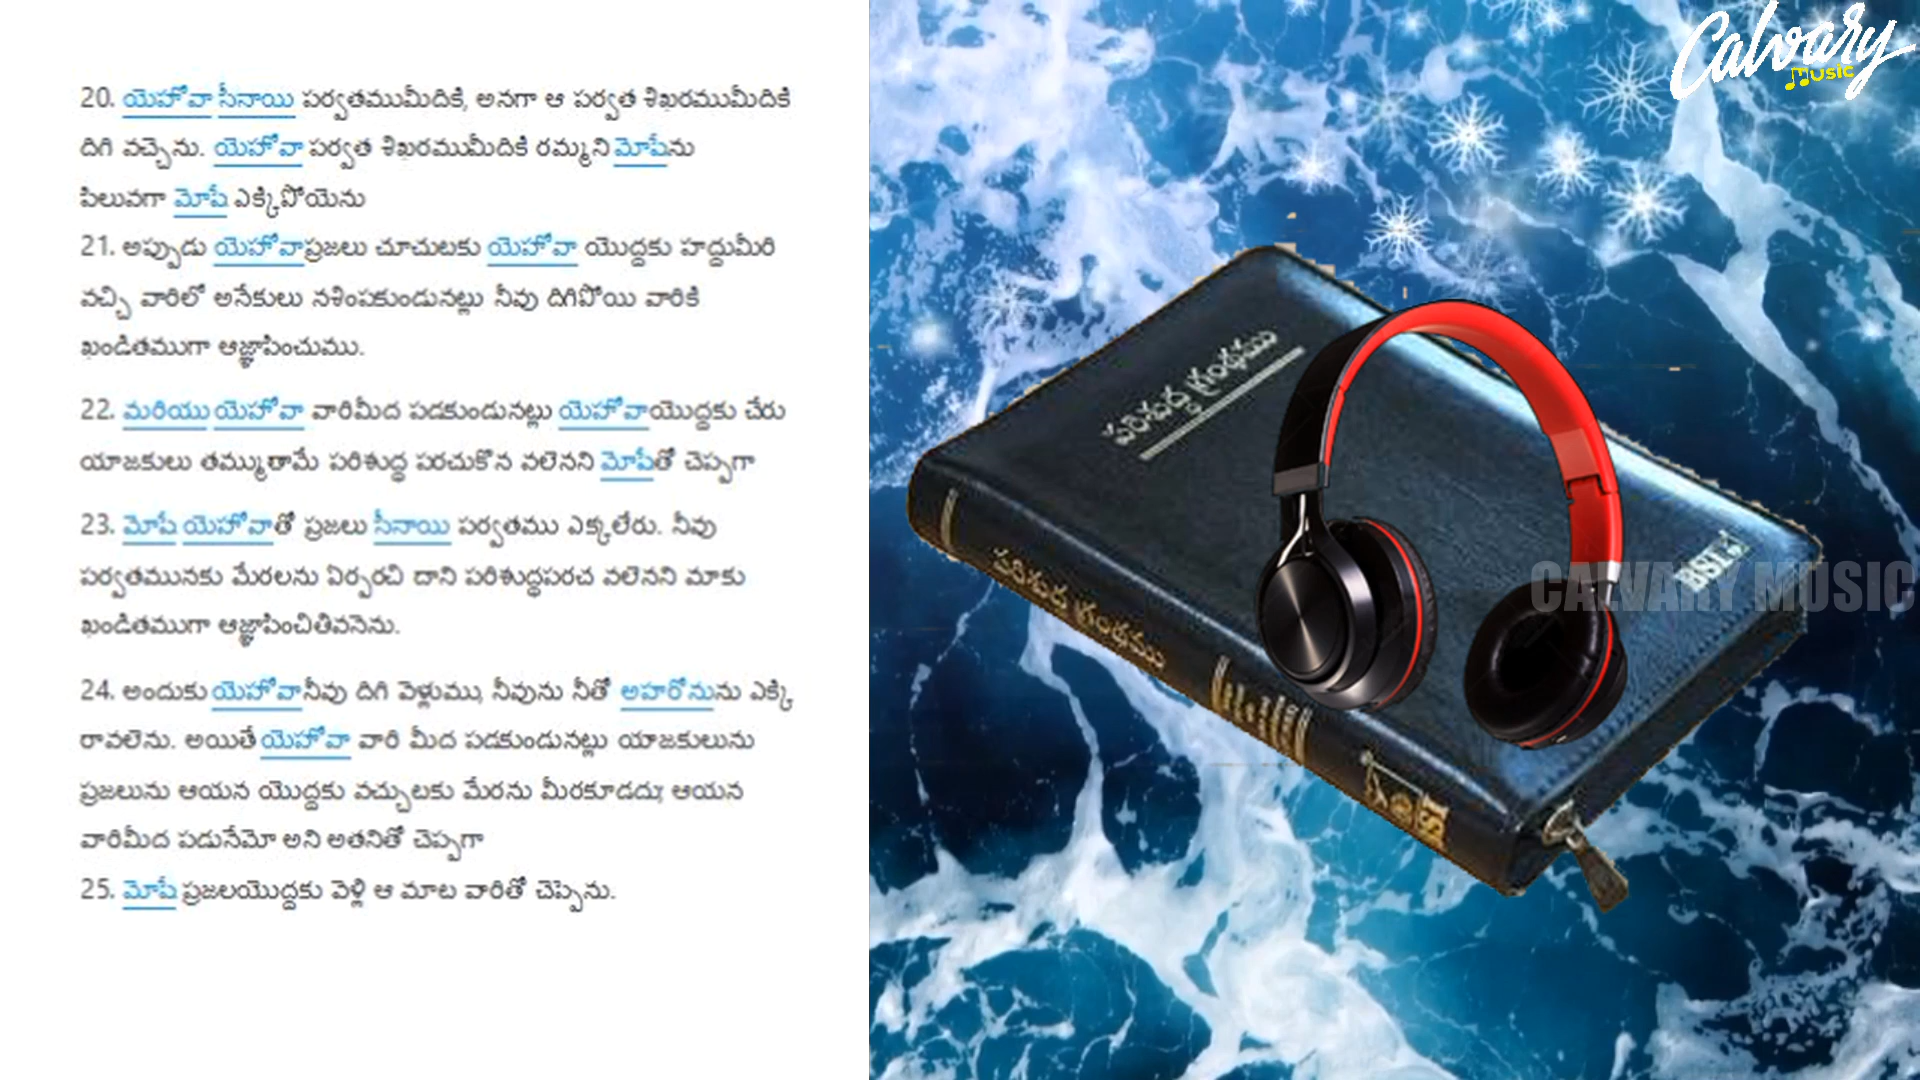 20. యెహోవా సీనాయి పర్వతముమీదికి, అనగా ఆ పర్వత శిఖరముమీదికి
దిగి వచ్చెను. యెహోవా పర్వత శిఖరముమీదికి రమ్మని మోషేను
పిలువగా మోషే ఎక్కిపోయెను
21. అప్పుడు యెహోవాప్రజలు చూచుటకు యెహోవా యొద్దకు హద్దుమీరి
వచ్చి వారిలో అనేకులు నశింపకుండునట్లు నీవు దిగిపోయి వారికి
ఖండితముగా ఆజ్ఞాపించుము.
22. మరియు యెహోవా వారిమీద పడకుండునట్లు యెహోవాయొద్దకు చేరు
యాజకులు తమ్ముతామే పరిశుద్ధ పరచుకొన వలెనని మోషేతో చెప్పగా
23. మోషే యెహోవాతో ప్రజలు సీనాయి పర్వతము ఎక్కలేరు. నీవు
పర్వతమునకు మేరలను ఏర్పరచి దాని పరిశుద్ధపరచ వలెనని మాకు
ఖండితముగా ఆజ్ఞాపించితివనెను.
24. అందుకు యెహోవానీవు దిగి వెళ్లుము, నీవును నీతో అహరోనును ఎక్కి
రావలెను. అయితే యెహోవా వారి మీద పడకుండునట్లు యాజకులును
ప్రజలును ఆయన యొద్దకు వచ్చుటకు మేరను మీరకూడదు; ఆయన
వారిమీద పడునేమో అని అతనితో చెప్పగా
25. మోషే ప్రజలయొద్దకు వెళ్లి ఆ మాట వారితో చెప్పెను.
Calvary
Music
పరిశుద్ధ గ్రంథము
BSI
పరిశుద్ధ గ్రంథము
BSI
CALVARY MUSIC